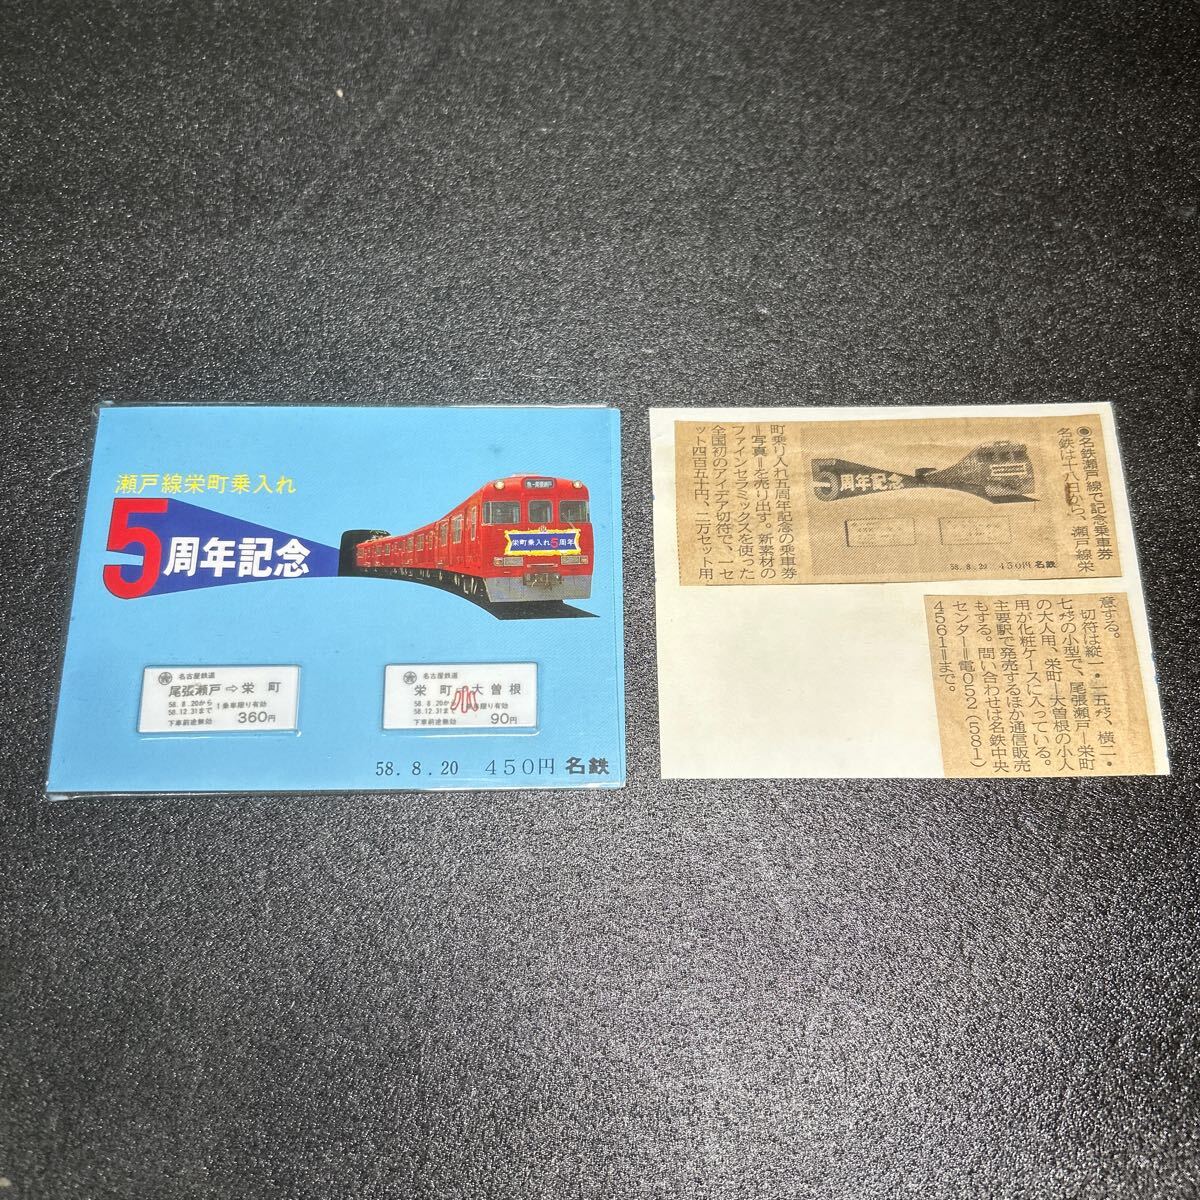 瀬戸線栄町乗入れ
5周年記念
栄町乗入れ5周年
名古屋鉄道
尾張瀬戸⇨栄町
58. 8.20から
58.12.31まで
1乗車限り有効
下車前途無効
360円
名古屋鉄道
栄町⇨大曽根
小
58. 8.20から
58.12.31まで
下車前途無効
90円
58. 8. 20 450円 名鉄
●名鉄瀬戸線で記念乗車券
名鉄は十八日から、瀬戸線栄
5周年記念
58. 8. 20 450円 名鉄
町乗り入れ五周年記念の乗車券
=写真=を売り出す。新素材の
ファインセラミックスを使った
全国初のアイデア切符で、一セ
ット四百五十円、二万セット用
意する。
切符は縦一・二五㌢、横二・
七㌢の小型で、尾張瀬戸―栄町
の大人用、栄町―大曽根の小人
用が化粧ケースに入っている。
主要駅で発売するほか通信販売
もする。問い合わせは名鉄中央
センター=電052(581)
4561=まで。